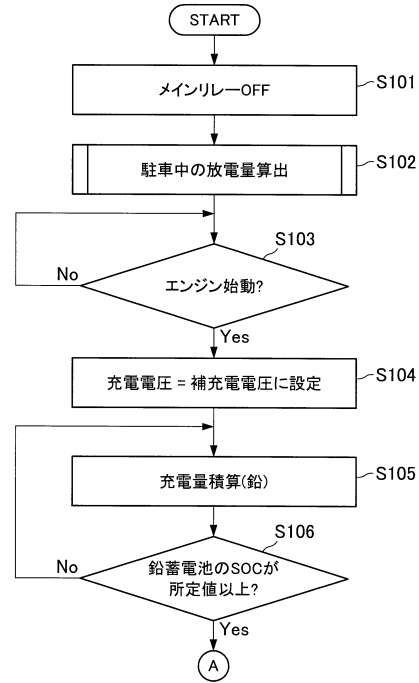 START
メインリレーOFF
S101
駐車中の放電量算出
S102
S103
エンジン始動?
No
Yes
充電電圧 = 補充電電圧に設定
S104
充電量積算(鉛)
S105
S106
鉛蓄電池のSOCが
所定値以上?
No
Yes
A